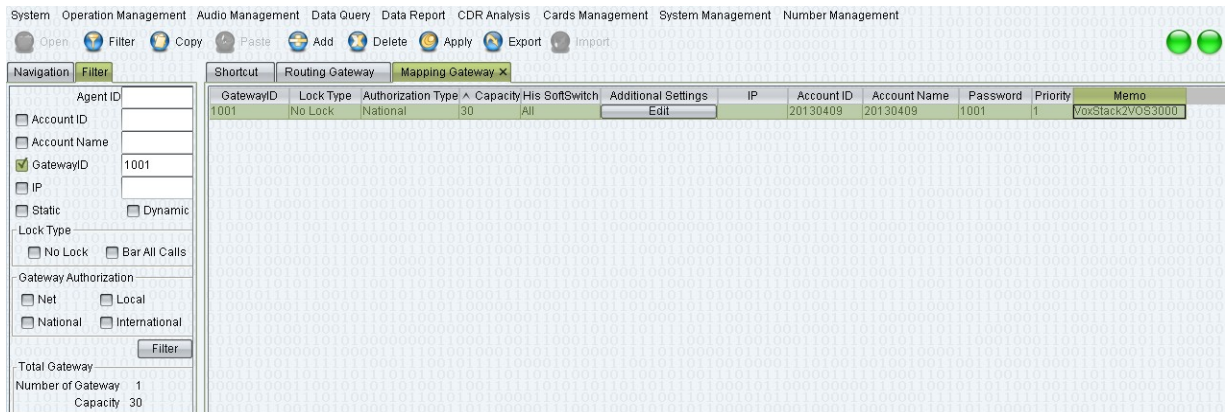 System Operation Management Audio Management Data Query Data Report CDR Analysis Cards Management System Management Number Management
Open Filter Copy Paste Add Delete Apply Export Import
Navigation Filter
Shortcut Routing Gateway Mapping Gateway ×
Agent ID
Account ID
Account Name
GatewayID 1001
IP
Static Dynamic
Lock Type
No Lock Bar All Calls
Gateway Authorization
Net Local
National International
Filter
Total Gateway
Number of Gateway 1
Capacity 30
GatewayID Lock Type Authorization Type Capacity His SoftSwitch Additional Settings IP Account ID Account Name Password Priority Memo
1001 No Lock National 30 All Edit 20130409 20130409 1001 1 VoxStack2VOS3000